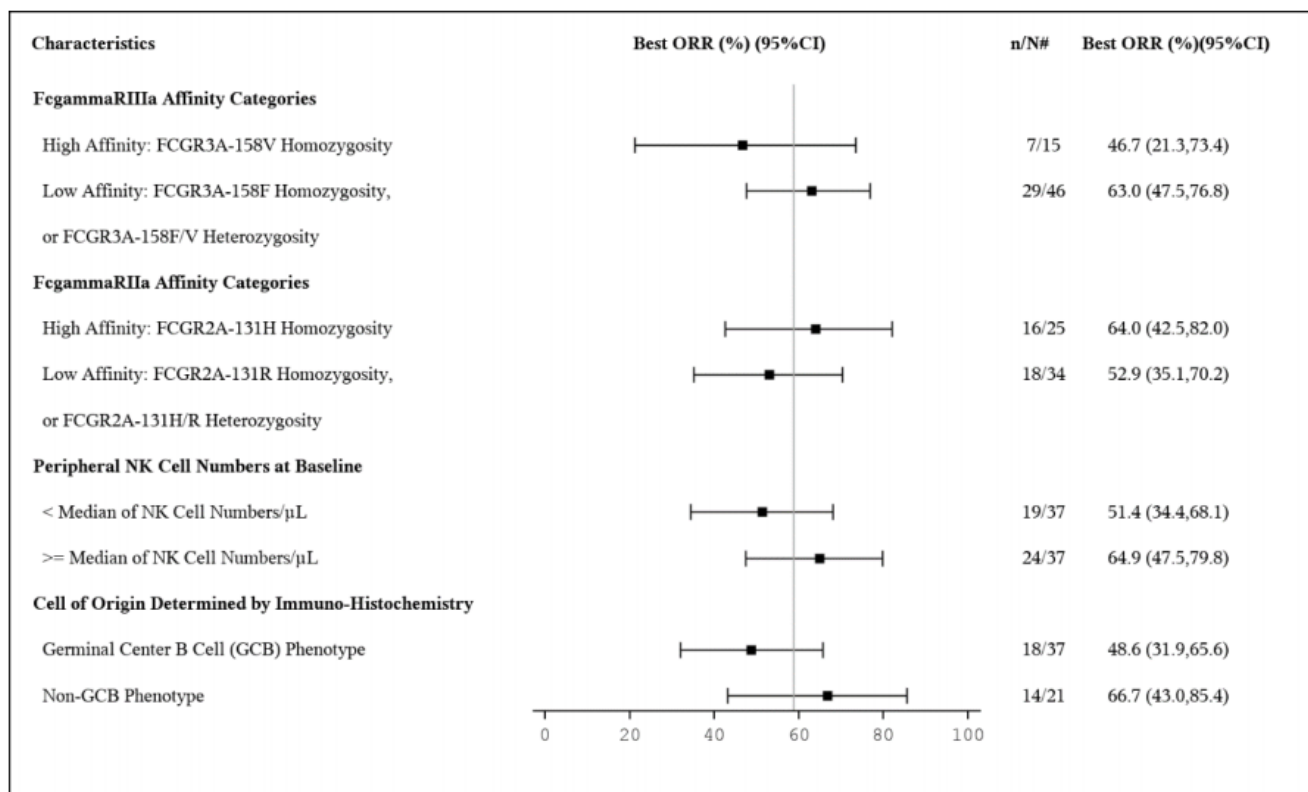 Characteristics Best ORR (%) (95%CI) n/N# Best ORR (%)(95%CI)
FcgammaRIIIa Affinity Categories
High Affinity: FCGR3A-158V Homozygosity 7/15 46.7 (21.3,73.4)
Low Affinity: FCGR3A-158F Homozygosity, 29/46 63.0 (47.5,76.8)
or FCGR3A-158F/V Heterozygosity
FcgammaRIIa Affinity Categories
High Affinity: FCGR2A-131H Homozygosity 16/25 64.0 (42.5,82.0)
Low Affinity: FCGR2A-131R Homozygosity, 18/34 52.9 (35.1,70.2)
or FCGR2A-131H/R Heterozygosity
Peripheral NK Cell Numbers at Baseline
< Median of NK Cell Numbers/µL 19/37 51.4 (34.4,68.1)
>= Median of NK Cell Numbers/µL 24/37 64.9 (47.5,79.8)
Cell of Origin Determined by Immuno-Histochemistry
Germinal Center B Cell (GCB) Phenotype 18/37 48.6 (31.9,65.6)
Non-GCB Phenotype 14/21 66.7 (43.0,85.4)
0 20 40 60 80 100